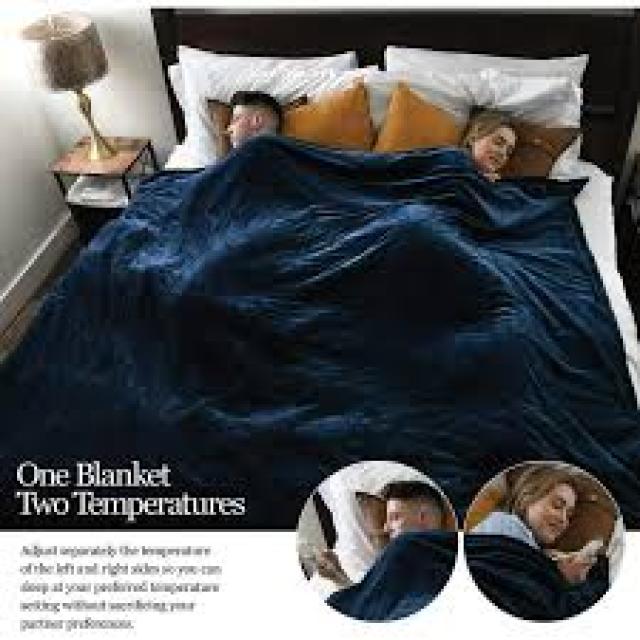 One Blanket
Two Temperatures
Adjust separately the temperature
of the left and right sides so you can
sleep at your preferred temperature
setting without sacrificing your
partner preferences.